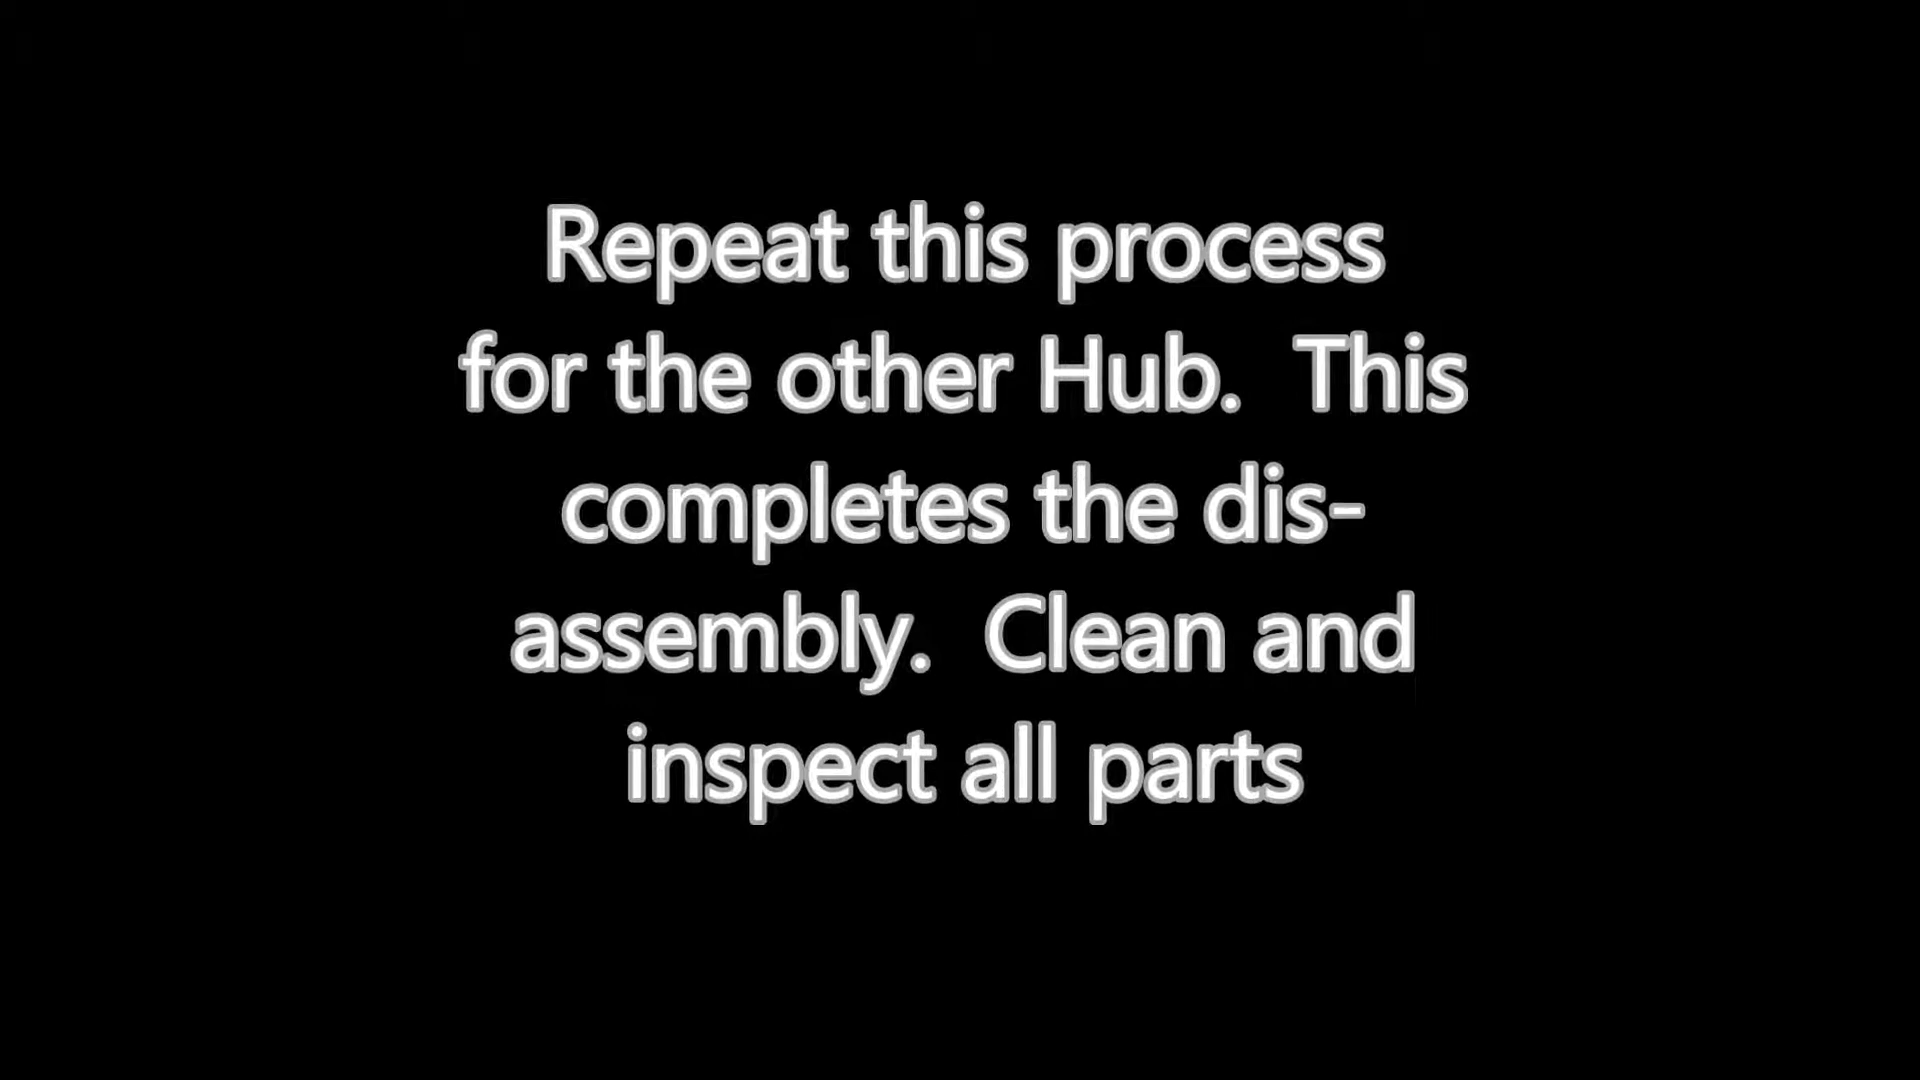 Repeat this process
for the other Hub.  This
completes the dis-
assembly.  Clean and
inspect all parts